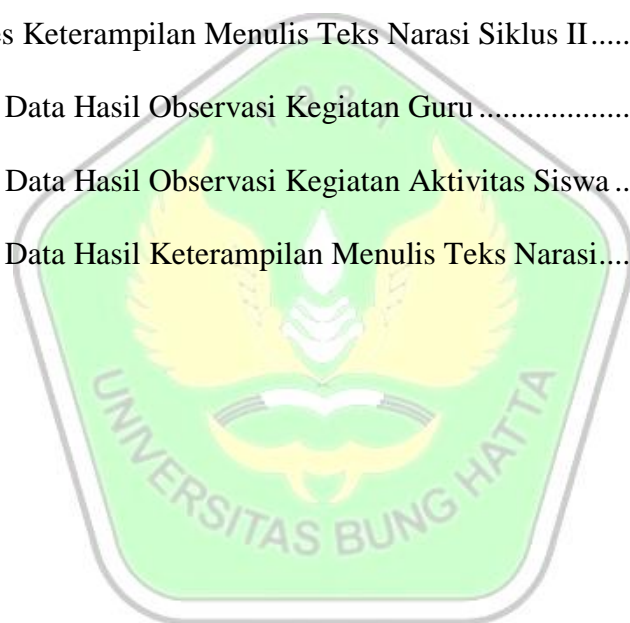 s Keterampilan Menulis Teks Narasi Siklus II.....
1981
Data Hasil Observasi Kegiatan Guru..................
Data Hasil Observasi Kegiatan Aktivitas Siswa..
Data Hasil Keterampilan Menulis Teks Narasi....
UNIVERSITAS BUNG HATTA